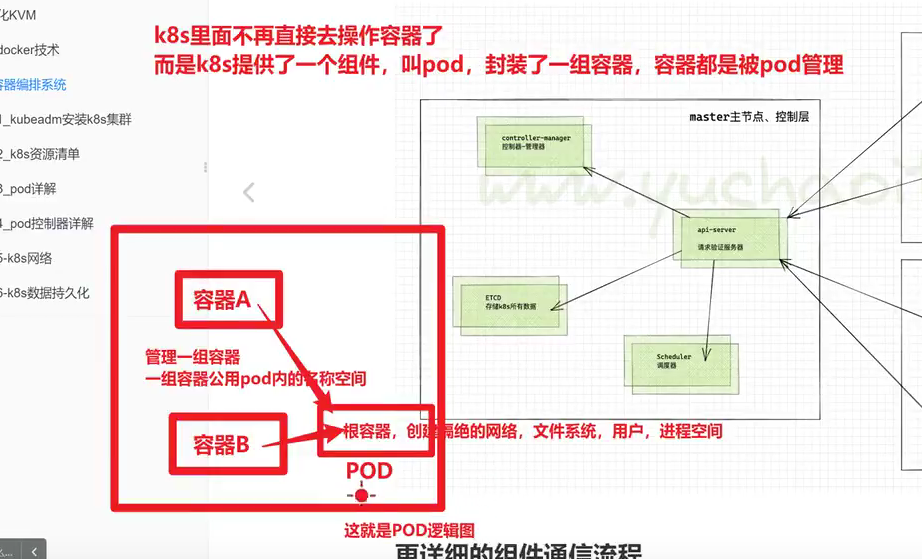 化KVM
docker技术
容器编排系统
1_kubeadm安装k8s集群
2_k8s资源清单
3_pod详解
4_pod控制器详解
5-k8s网络
6-k8s数据持久化
k8s里面不再直接去操作容器了
而是k8s提供了一个组件，叫pod，封装了一组容器，容器都是被pod管理
master主节点、控制层
controller-manager
控制器-管理器
api-server
请求验证服务器
ETCD
存储k8s所有数据
Scheduler
调度器
容器A
管理一组容器
一组容器公用pod内的名称空间
容器B
根容器，创建隔绝的网络，文件系统，用户，进程空间
POD
这就是POD逻辑图
更详细的组件通信流程
www.yuchaoit